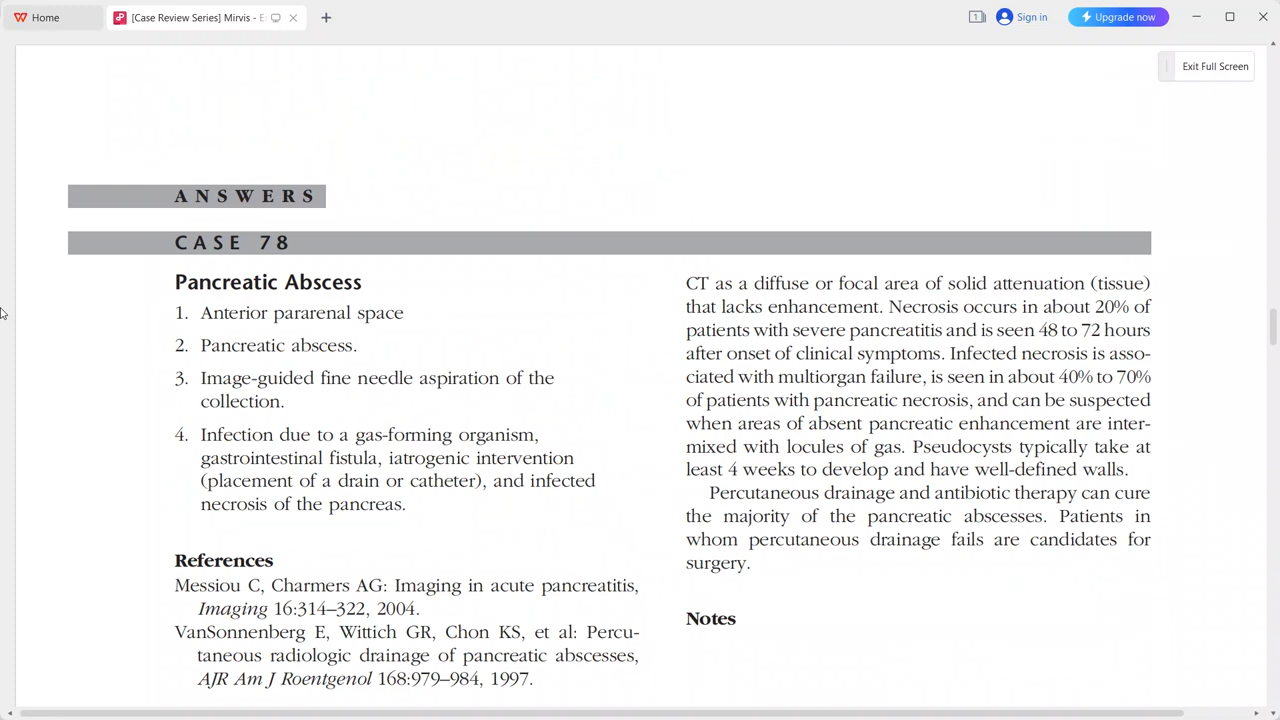 Home
[Case Review Series] Mirvis - E
1
Sign in
Upgrade now
Exit Full Screen
ANSWERS
CASE 78
Pancreatic Abscess
1. Anterior pararenal space
2. Pancreatic abscess.
3. Image-guided fine needle aspiration of the
collection.
4. Infection due to a gas-forming organism,
gastrointestinal fistula, iatrogenic intervention
(placement of a drain or catheter), and infected
necrosis of the pancreas.
References
Messiou C, Charmers AG: Imaging in acute pancreatitis,
Imaging 16:314–322, 2004.
VanSonnenberg E, Wittich GR, Chon KS, et al: Percu-
taneous radiologic drainage of pancreatic abscesses,
AJR Am J Roentgenol 168:979–984, 1997.
CT as a diffuse or focal area of solid attenuation (tissue)
that lacks enhancement. Necrosis occurs in about 20% of
patients with severe pancreatitis and is seen 48 to 72 hours
after onset of clinical symptoms. Infected necrosis is asso-
ciated with multiorgan failure, is seen in about 40% to 70%
of patients with pancreatic necrosis, and can be suspected
when areas of absent pancreatic enhancement are inter-
mixed with locules of gas. Pseudocysts typically take at
least 4 weeks to develop and have well-defined walls.
Percutaneous drainage and antibiotic therapy can cure
the majority of the pancreatic abscesses. Patients in
whom percutaneous drainage fails are candidates for
surgery.
Notes